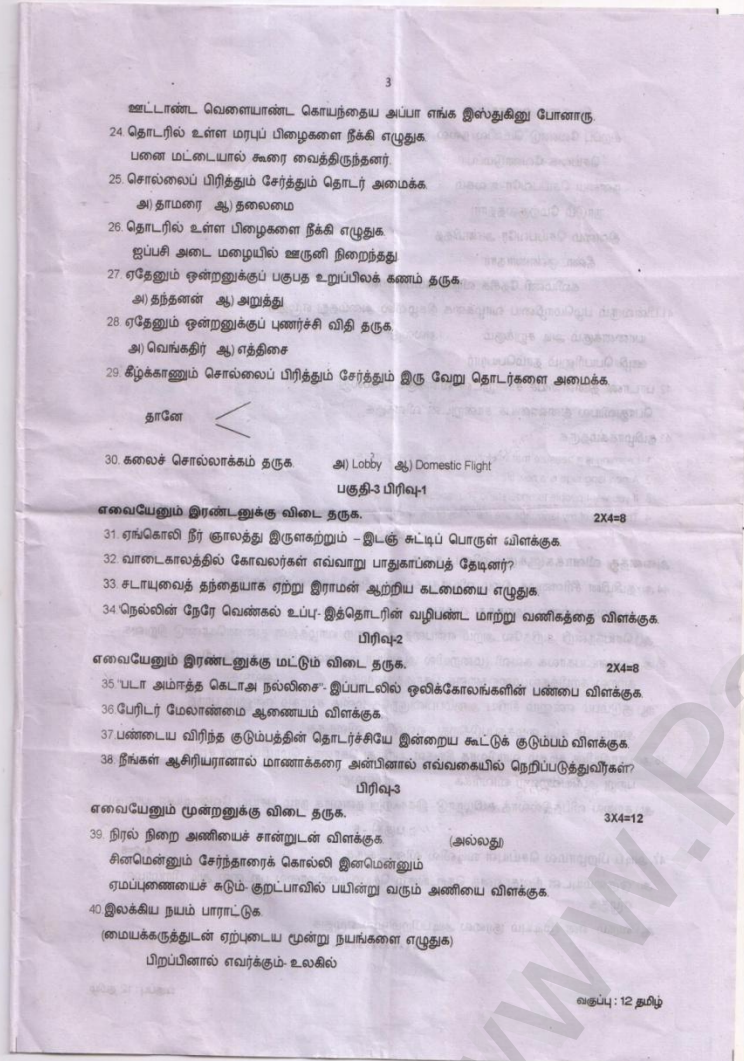 3
ஊட்டாண்ட வெளையாண்ட கொயந்தைய அப்பா எங்க இஸ்துகினு போனாரு.
24. தொடரில் உள்ள மரபுப் பிழைகளை நீக்கி எழுதுக.
பனை மட்டையால் கூரை வைத்திருந்தனர்.
25. சொல்லைப் பிரித்தும் சேர்த்தும் தொடர் அமைக்க.
அ) தாமரை ஆ) தலைமை
26. தொடரில் உள்ள பிழைகளை நீக்கி எழுதுக.
ஐப்பசி அடை மழையில் ஊருனி நிறைந்தது
27. ஏதேனும் ஒன்றனுக்குப் பகுபத உறுப்பிலக் கணம் தருக.
அ) தந்தனன் ஆ) அறுத்து
28. ஏதேனும் ஒன்றனுக்குப் புணர்ச்சி விதி தருக.
அ) வெங்கதிர் ஆ) எத்திசை
29. கீழ்க்காணும் சொல்லைப் பிரித்தும் சேர்த்தும் இரு வேறு தொடர்களை அமைக்க.
தானே
30. கலைச் சொல்லாக்கம் தருக. அ) Lobby ஆ) Domestic Flight
பகுதி-3 பிரிவு-1
எவையேனும் இரண்டனுக்கு விடை தருக. 2X4=8
31. ஏங்கொலி நீர் ஞாலத்து இருளகற்றும் – இடஞ் சுட்டிப் பொருள் விளக்குக.
32. வாடைகாலத்தில் கோவலர்கள் எவ்வாறு பாதுகாப்பைத் தேடினர்?
33. சடாயுவைத் தந்தையாக ஏற்று இராமன் ஆற்றிய கடமையை எழுதுக.
34.'நெல்லின் நேரே வெண்கல் உப்பு'- இத்தொடரின் வழிபண்ட மாற்று வணிகத்தை விளக்குக.
பிரிவு-2
எவையேனும் இரண்டனுக்கு மட்டும் விடை தருக. 2X4=8
35."படாஅம்ஈத்த கெடாஅ நல்லிசை"- இப்பாடலில் ஒலிக்கோலங்களின் பண்பை விளக்குக.
36.பேரிடர் மேலாண்மை ஆணையம் விளக்குக.
37.பண்டைய விரிந்த குடும்பத்தின் தொடர்ச்சியே இன்றைய கூட்டுக் குடும்பம் விளக்குக.
38. நீங்கள் ஆசிரியரானால் மாணாக்கரை அன்பினால் எவ்வகையில் நெறிப்படுத்துவீர்கள்?
பிரிவு-3
எவையேனும் மூன்றனுக்கு விடை தருக. 3X4=12
39. நிரல் நிறை அணியைச் சான்றுடன் விளக்குக. (அல்லது)
சினமென்னும் சேர்ந்தாரைக் கொல்லி இனமென்னும்
ஏமப்புணையைச் சுடும்- குறட்பாவில் பயின்று வரும் அணியை விளக்குக.
40.இலக்கிய நயம் பாராட்டுக.
(மையக்கருத்துடன் ஏற்புடைய மூன்று நயங்களை எழுதுக)
பிறப்பினால் எவர்க்கும்- உலகில்
வகுப்பு : 12 தமிழ்